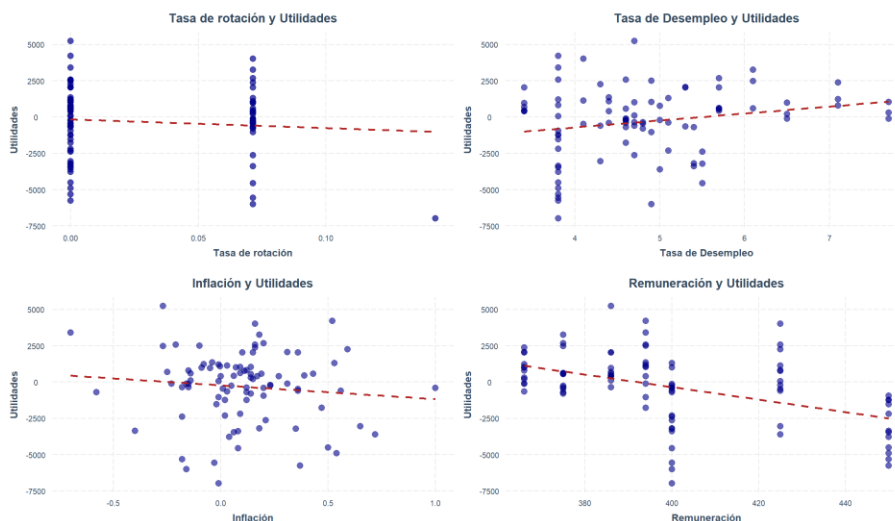 Tasa de rotación y Utilidades
5000
2500
0
-2500
-5000
-7500
Utilidades
0.00 0.05 0.10
Tasa de rotación
Tasa de Desempleo y Utilidades
5000
2500
0
-2500
-5000
-7500
Utilidades
4 5 6 7
Tasa de Desempleo
Inflación y Utilidades
5000
2500
0
-2500
-5000
-7500
Utilidades
-0.5 0.0 0.5 1.0
Inflación
Remuneración y Utilidades
5000
2500
0
-2500
-5000
-7500
Utilidades
380 400 420 440
Remuneración